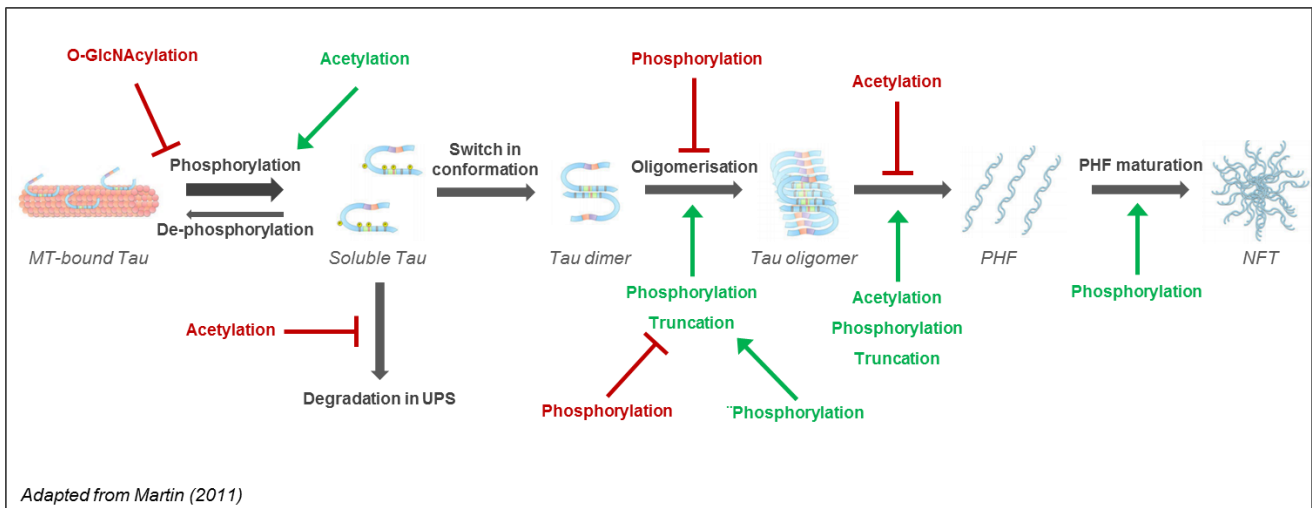 O-GlcNAcylation
Acetylation
Phosphorylation
Acetylation
Phosphorylation
De-phosphorylation
Switch in
conformation
Oligomerisation
PHF maturation
MT-bound Tau
Soluble Tau
Tau dimer
Tau oligomer
PHF
NFT
Acetylation
Degradation in UPS
Phosphorylation
Truncation
Phosphorylation
¨Phosphorylation
Acetylation
Phosphorylation
Truncation
Phosphorylation
Adapted from Martin (2011)